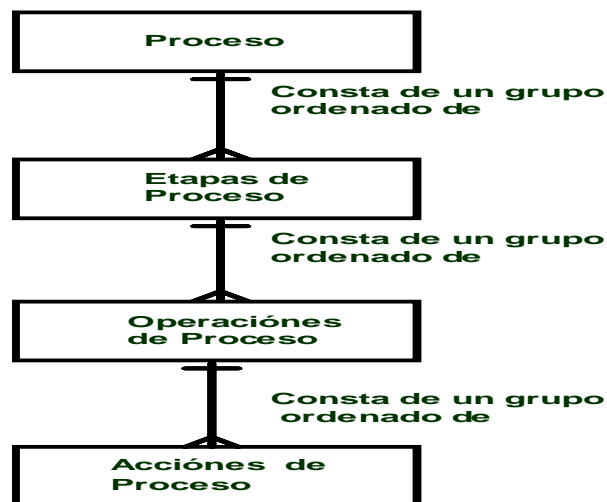 Proceso
Consta de un grupo
ordenado de
Etapas de
Proceso
Consta de un grupo
ordenado de
Operaciónes
de Proceso
Consta de un grupo
ordenado de
Acciónes de
Proceso